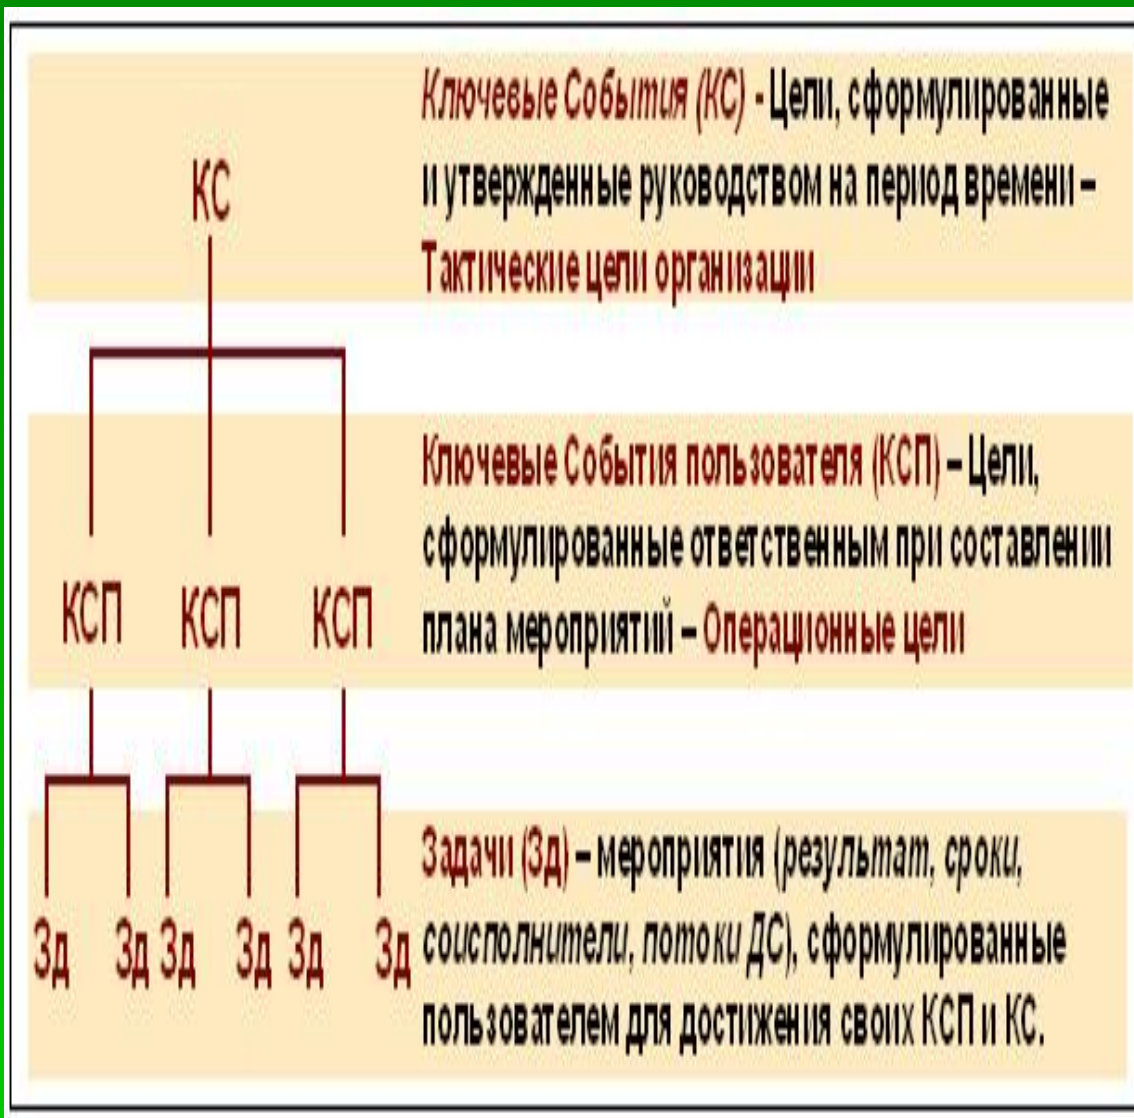 КС
Ключевые События (КС) - Цели, сформулированные
и утвержденные руководством на период времени –
Тактические цели организации
КСП КСП КСП
Ключевые События пользователя (КСП) – Цели,
сформулированные ответственным при составлении
плана мероприятий – Операционные цели
Зд Зд Зд Зд Зд Зд
Задачи (Зд) – мероприятия (результат, сроки,
соисполнители, потоки ДС), сформулированные
пользователем для достижения своих КСП и КС.